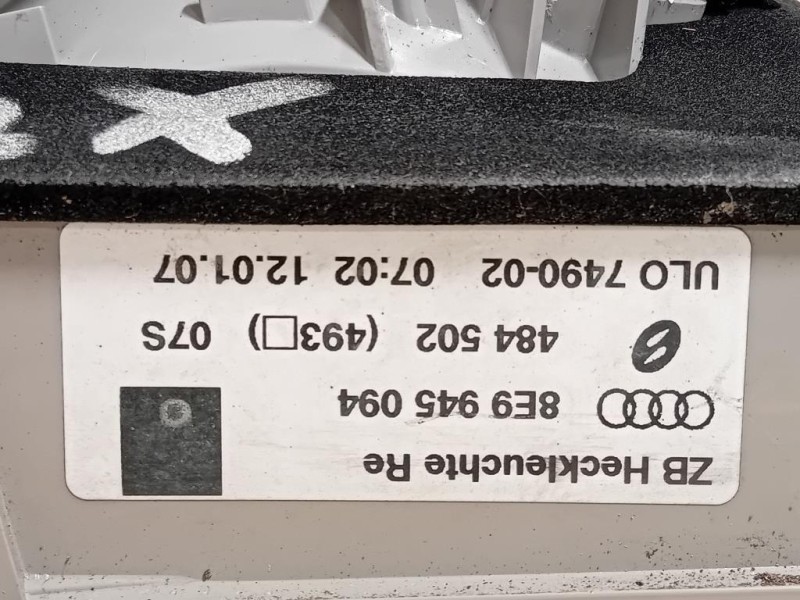 ZB Heckleuchte Re
8E9 945 094
484 502 (493□) 07S
ULO 7490-02 07:02 12.01.07